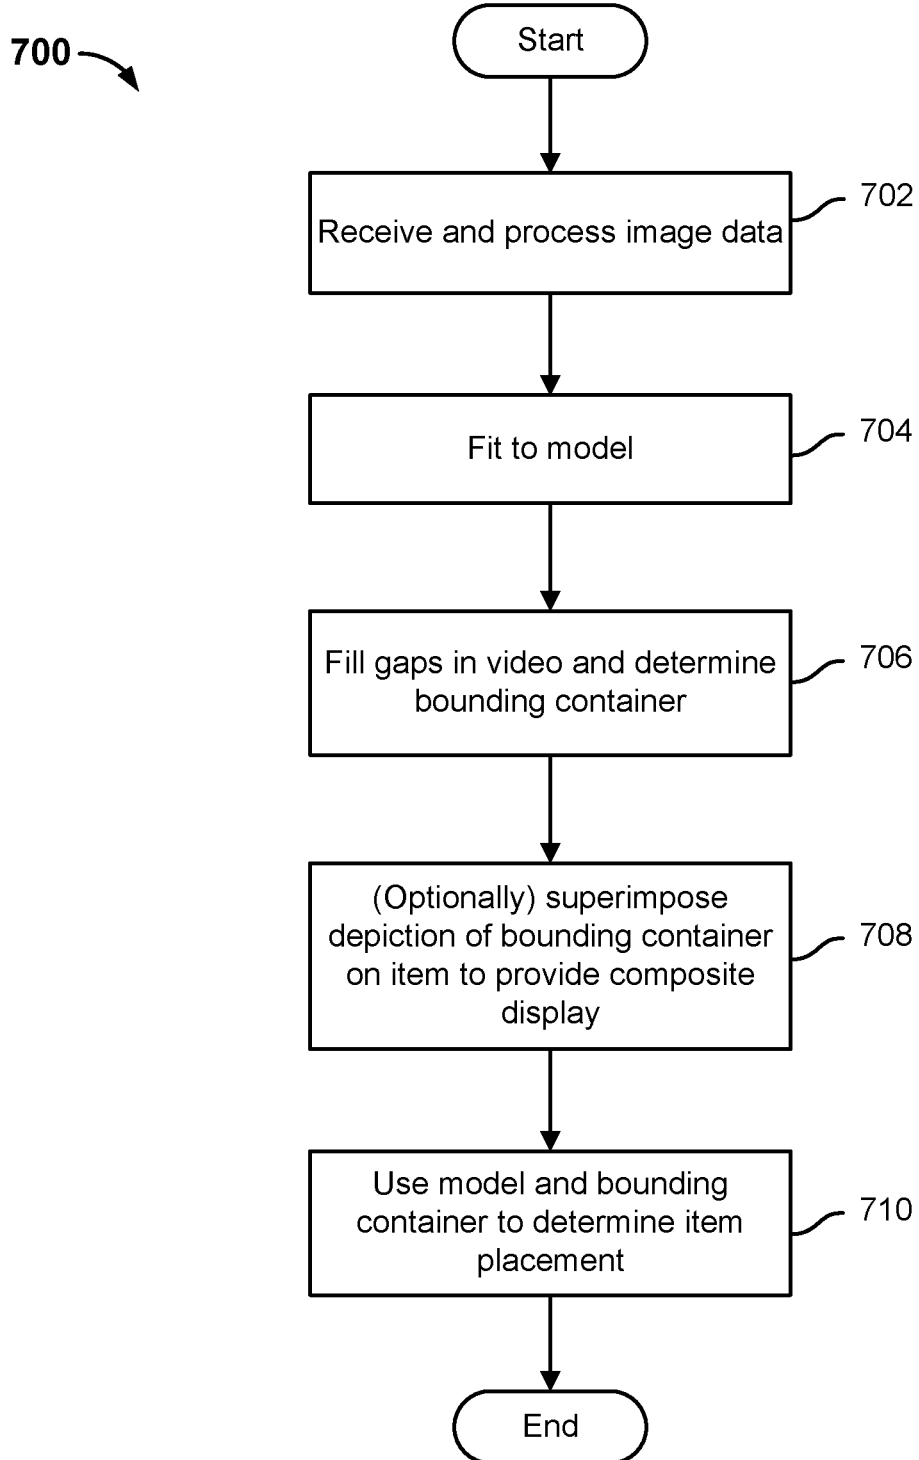 700
Start
Receive and process image data
702
Fit to model
704
Fill gaps in video and determine
bounding container
706
(Optionally) superimpose
depiction of bounding container
on item to provide composite
display
708
Use model and bounding
container to determine item
placement
710
End